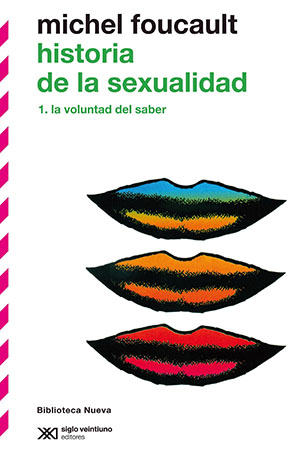 michel foucault
historia
de la sexualidad
1. la voluntad del saber
Biblioteca Nueva
siglo veintiuno
editores